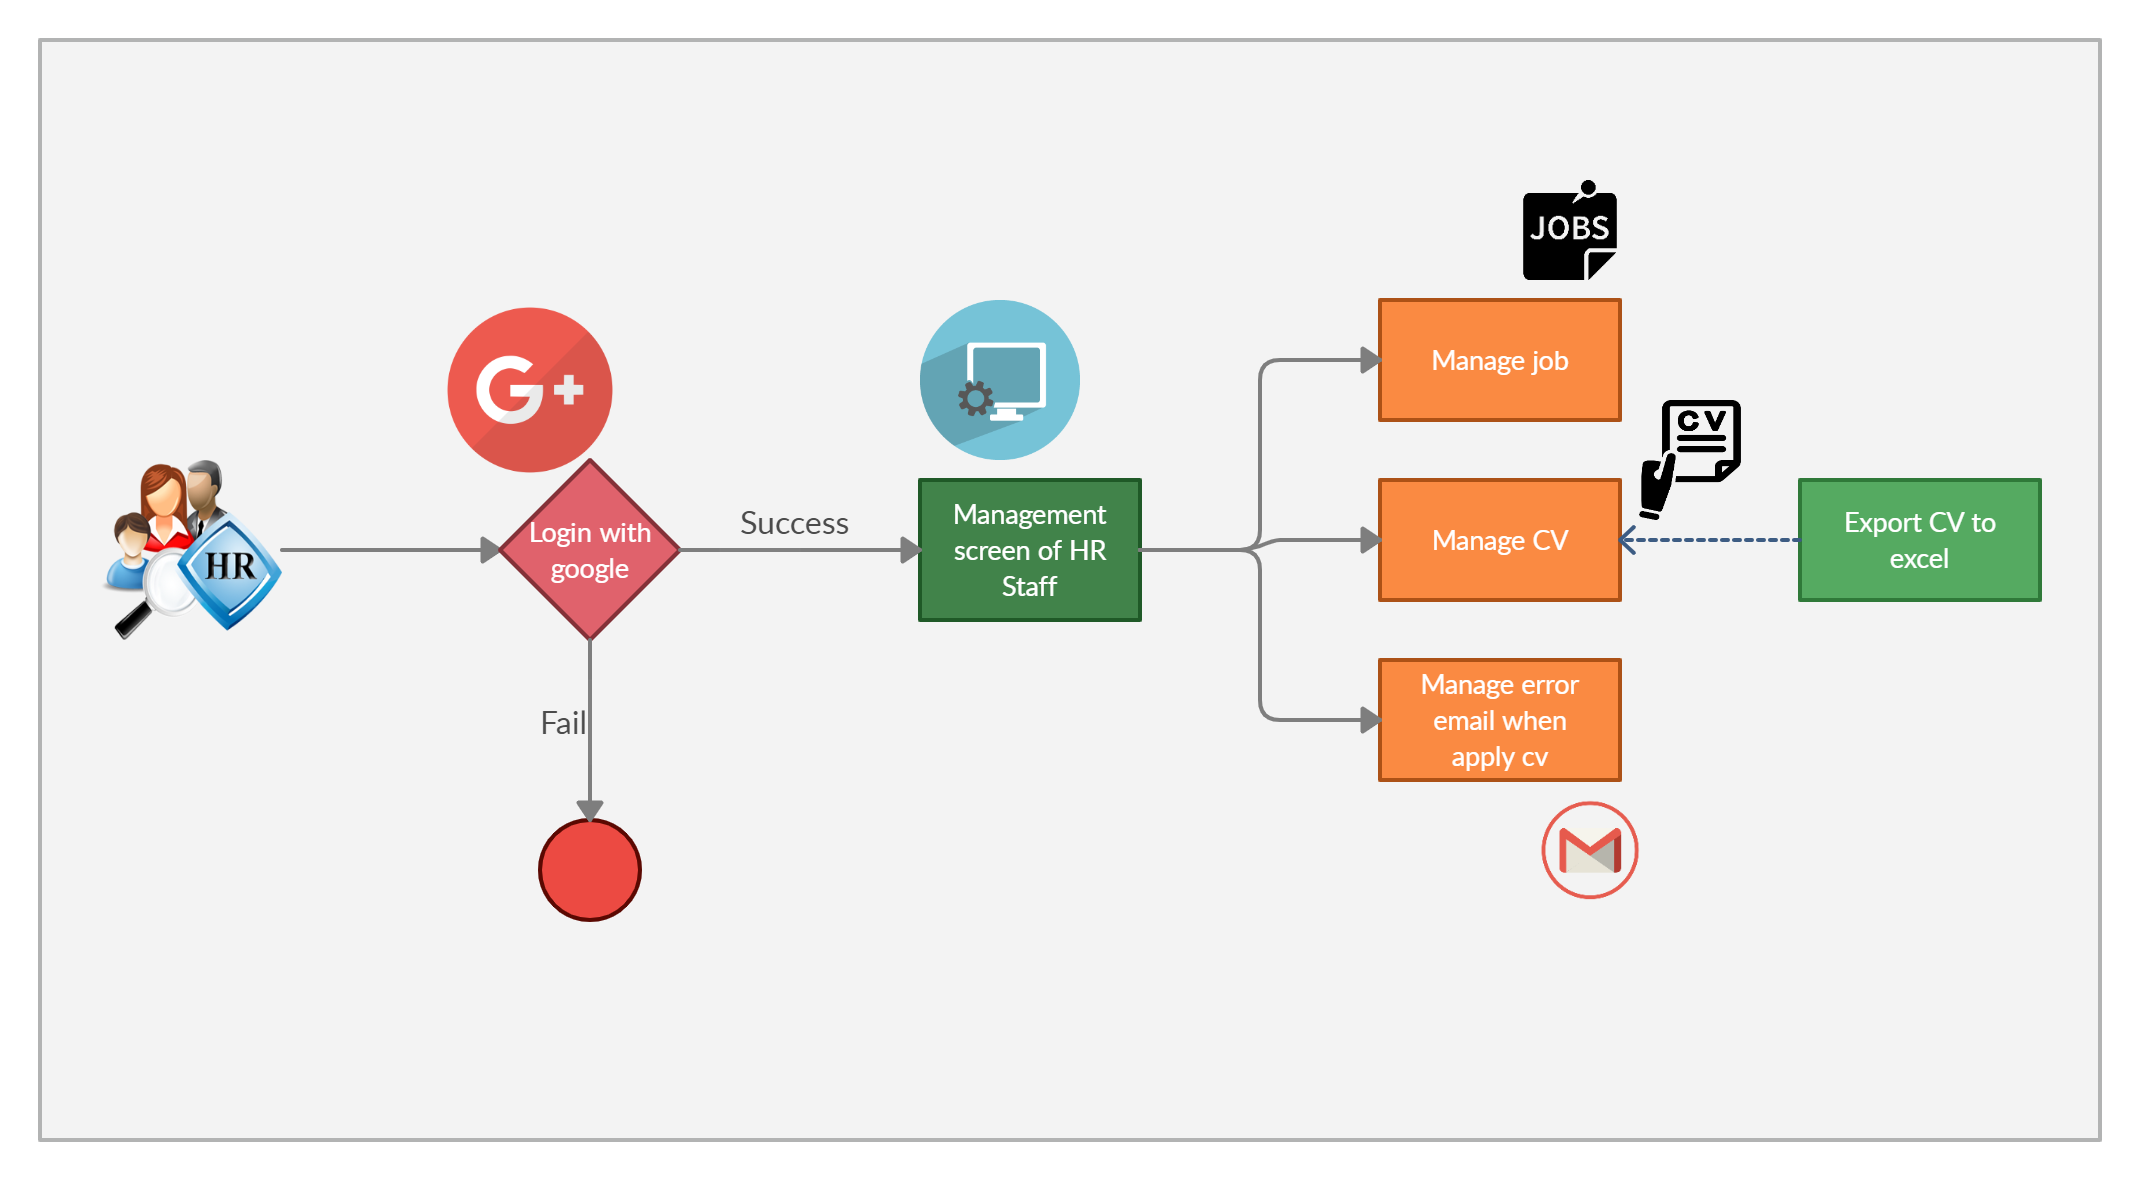 HR
G+
Login with
google
Success
Fail
Management
screen of HR
Staff
JOBS
Manage job
CV
Manage CV
Export CV to
excel
Manage error
email when
apply cv